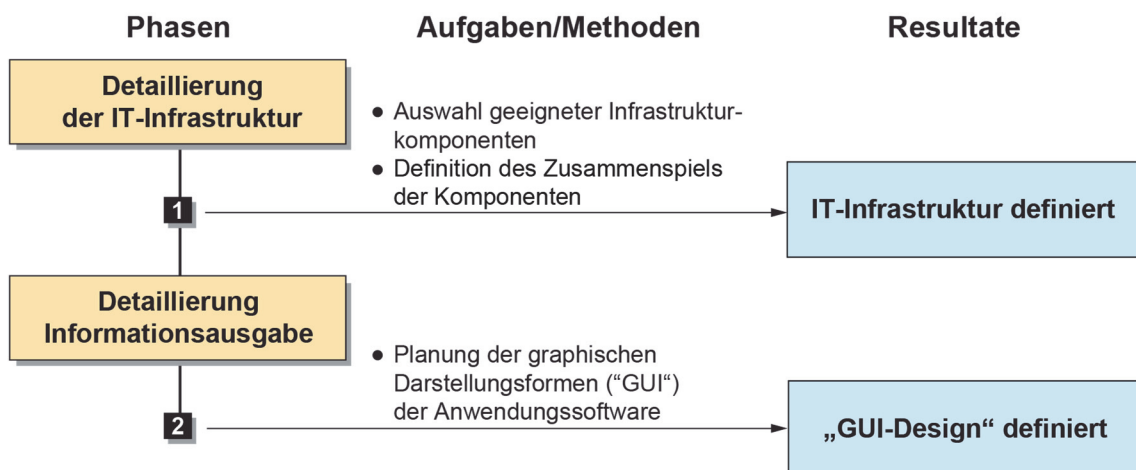 Phasen
Aufgaben/Methoden
Resultate
Detaillierung
der IT-Infrastruktur
● Auswahl geeigneter Infrastruktur-
komponenten
● Definition des Zusammenspiels
der Komponenten
1
IT-Infrastruktur definiert
Detaillierung
Informationsausgabe
● Planung der graphischen
Darstellungsformen (“GUI“)
der Anwendungssoftware
2
„GUI-Design“ definiert